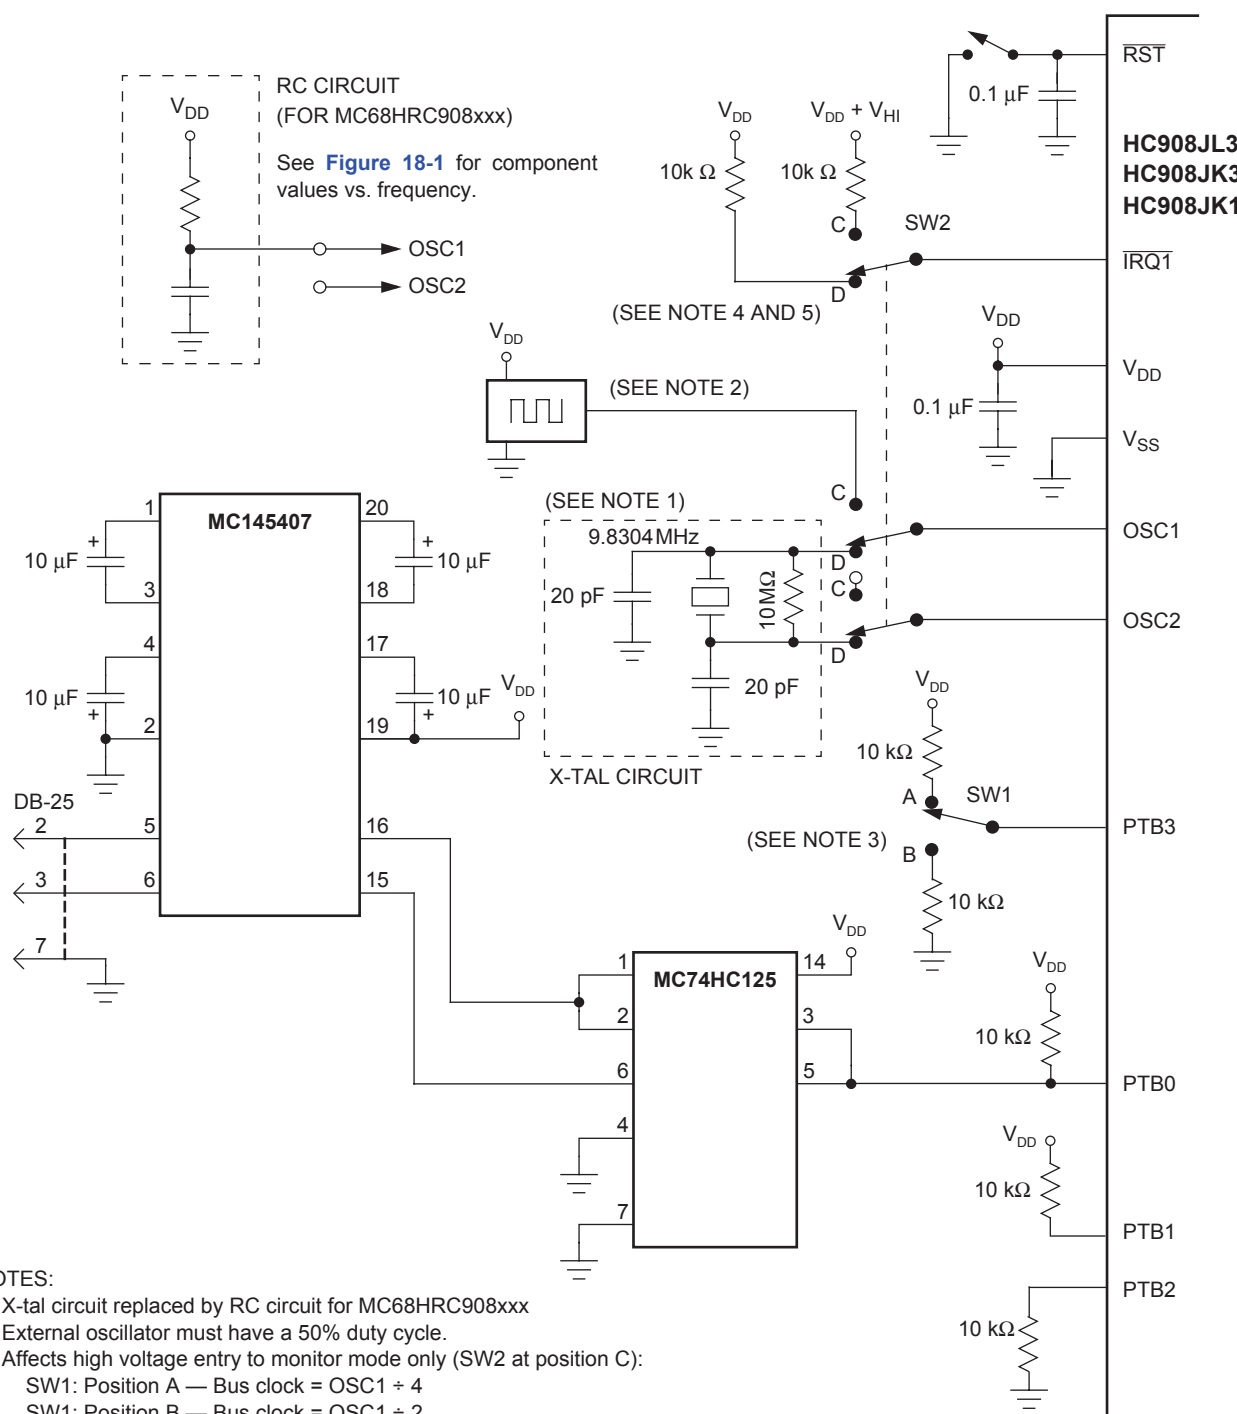 RST
0.1 µF
RC CIRCUIT
(FOR MC68HRC908xxx)
VDD
See Figure 18-1 for component
values vs. frequency.
OSC1
OSC2
VDD
VDD + VHI
10k Ω
10k Ω
C
SW2
D
HC908JL3
HC908JK3
HC908JK1
IRQ1
(SEE NOTE 4 AND 5)
VDD
(SEE NOTE 2)
VDD
VDD
0.1 µF
VSS
MC145407
1
20
+
10 µF
+
10 µF
3
18
4
17
10 µF
+
10 µF
+
VDD
2
19
(SEE NOTE 1)
9.8304MHz
20 pF
10MΩ
20 pF
X-TAL CIRCUIT
C
D
OSC1
C
D
OSC2
VDD
10 kΩ
A
SW1
PTB3
(SEE NOTE 3)
B
10 kΩ
DB-25
2
5
16
3
6
15
7
VDD
MC74HC125
1
14
2
3
6
5
4
7
VDD
10 kΩ
PTB0
VDD
10 kΩ
PTB1
PTB2
10 kΩ
OTES:
X-tal circuit replaced by RC circuit for MC68HRC908xxx
External oscillator must have a 50% duty cycle.
Affects high voltage entry to monitor mode only (SW2 at position C):
SW1: Position A — Bus clock = OSC1 ÷ 4
SW1: Position B — Bus clock = OSC1 ÷ 2